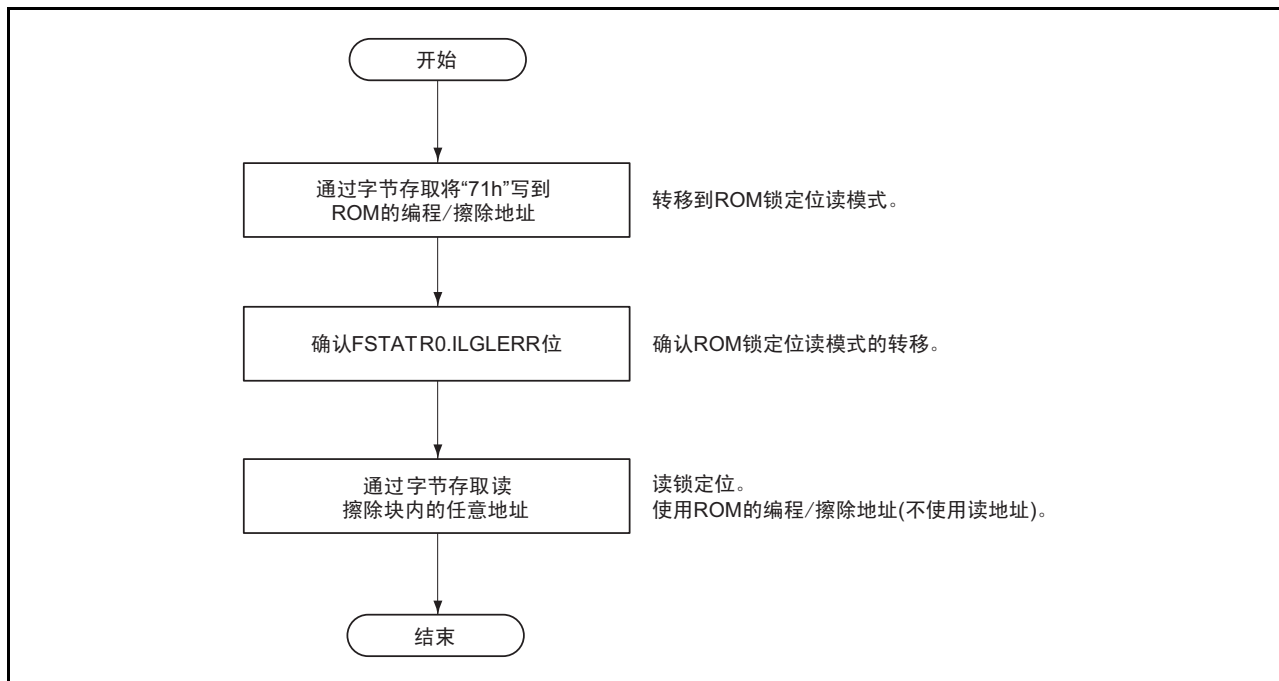 开始
通过字节存取将“71h”写到
ROM的编程/擦除地址
转移到ROM锁定位读模式。
确认FSTATR0.ILGLERR位
确认ROM锁定位读模式的转移。
通过字节存取读
擦除块内的任意地址
读锁定位。
使用ROM的编程/擦除地址(不使用读地址)。
结束